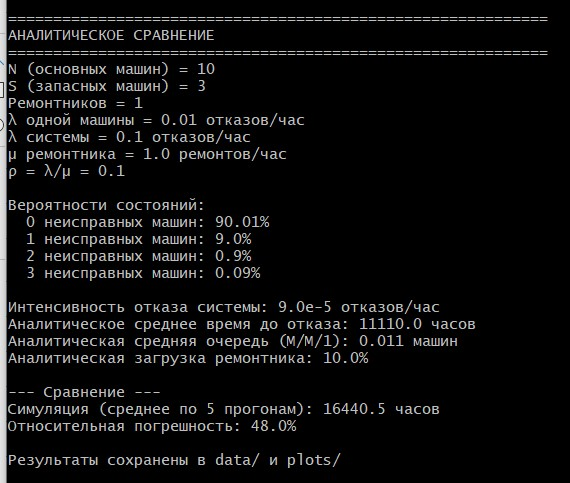 ============================================================
АНАЛИТИЧЕСКОЕ СРАВНЕНИЕ
============================================================
N (основных машин) = 10
S (запасных машин) = 3
Ремонтников = 1
λ одной машины = 0.01 отказов/час
λ системы = 0.1 отказов/час
μ ремонтника = 1.0 ремонтов/час
ρ = λ/μ = 0.1

Вероятности состояний:
  0 неисправных машин: 90.01%
  1 неисправных машин: 9.0%
  2 неисправных машин: 0.9%
  3 неисправных машин: 0.09%

Интенсивность отказа системы: 9.0e-5 отказов/час
Аналитическое среднее время до отказа: 11110.0 часов
Аналитическая средняя очередь (M/M/1): 0.011 машин
Аналитическая загрузка ремонтника: 10.0%

--- Сравнение ---
Симуляция (среднее по 5 прогонам): 16440.5 часов
Относительная погрешность: 48.0%

Результаты сохранены в data/ и plots/